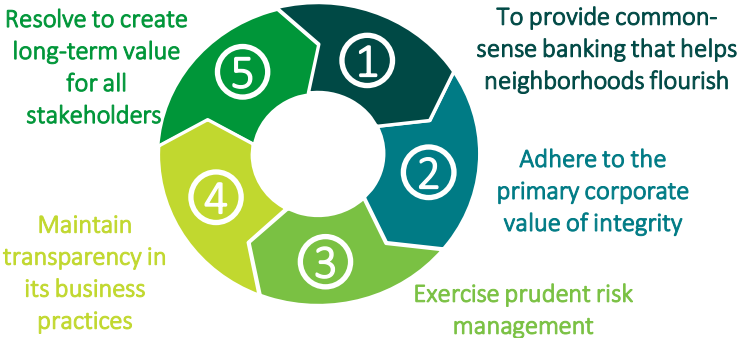 Resolve to create
long-term value
for all
stakeholders
5
1
To provide common-
sense banking that helps
neighborhoods flourish
2
Adhere to the
primary corporate
value of integrity
4
Maintain
transparency in
its business
practices
3
Exercise prudent risk
management